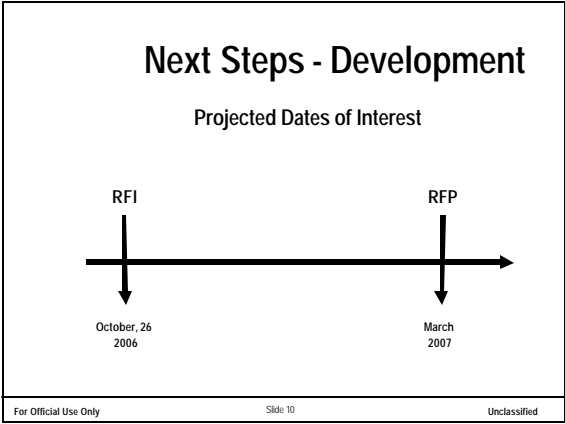 Next Steps - Development
Projected Dates of Interest
RFI
RFP
October, 26
2006
March
2007
For Official Use Only
Slide 10
Unclassified